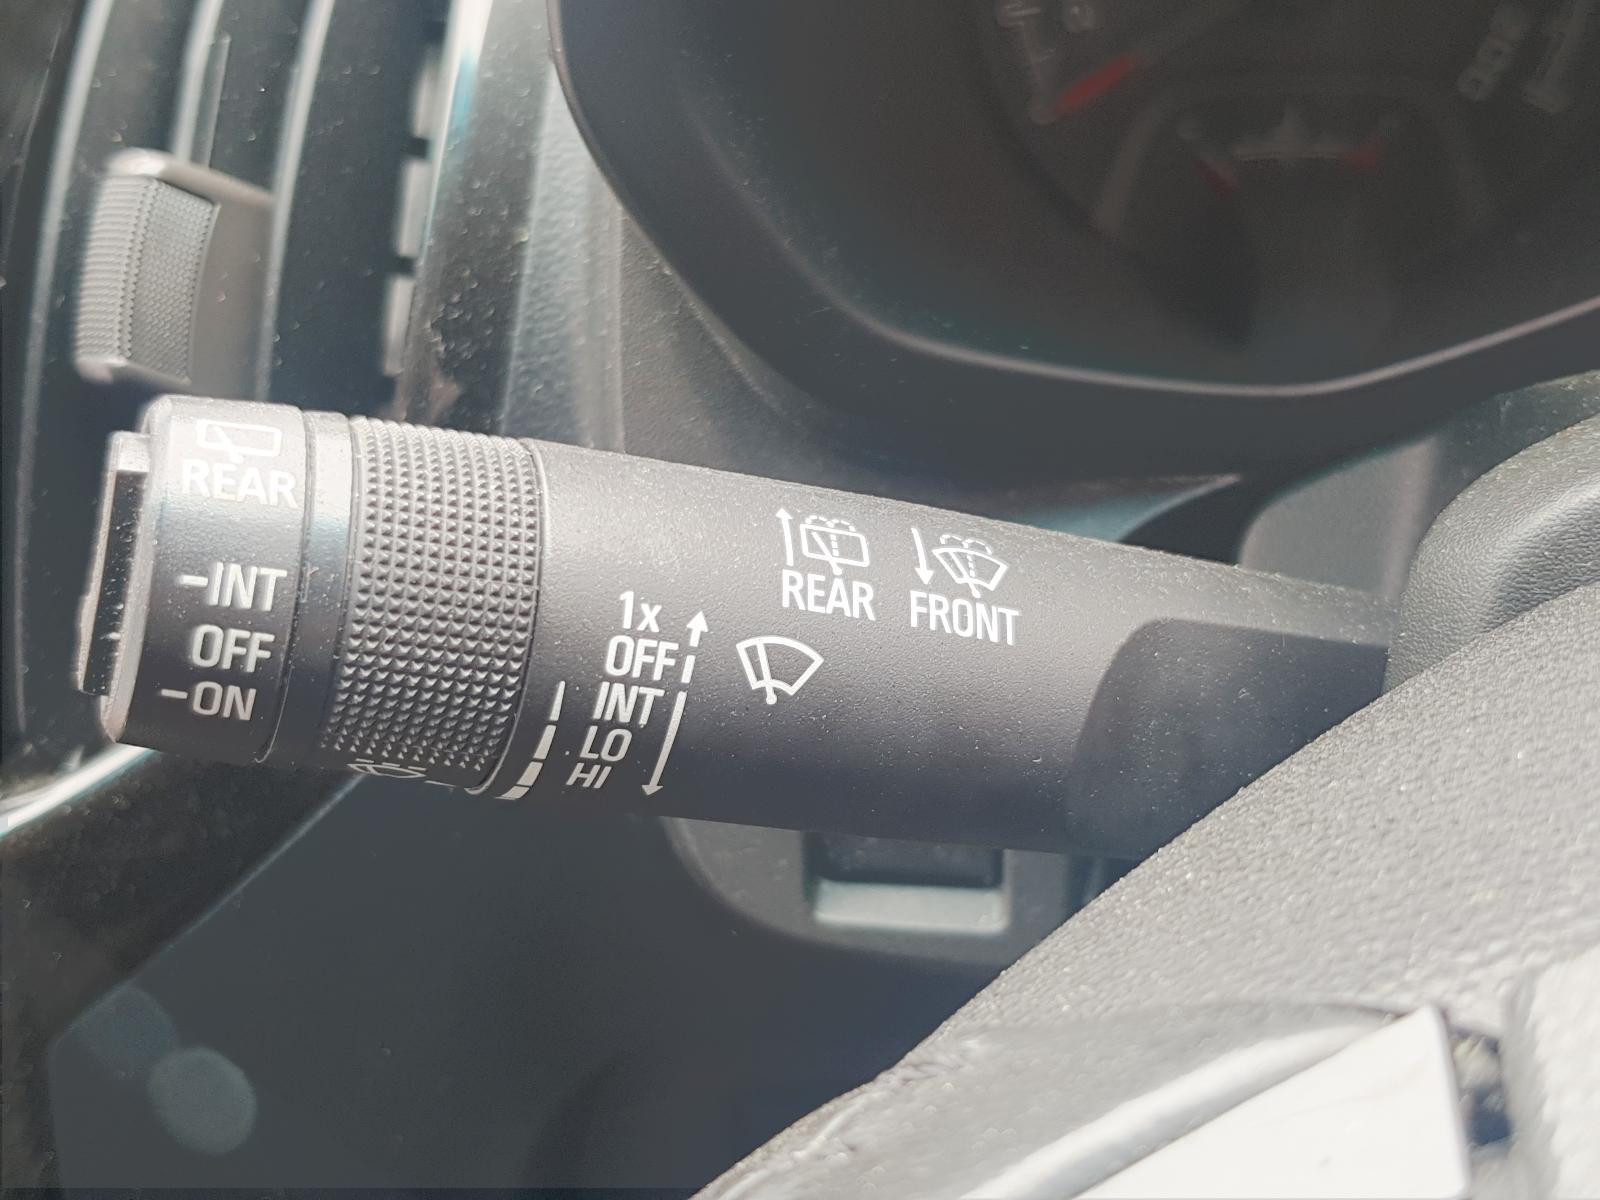 REAR
-INT
OFF
-ON
1x
OFF
INT
LO
HI
REAR
FRONT